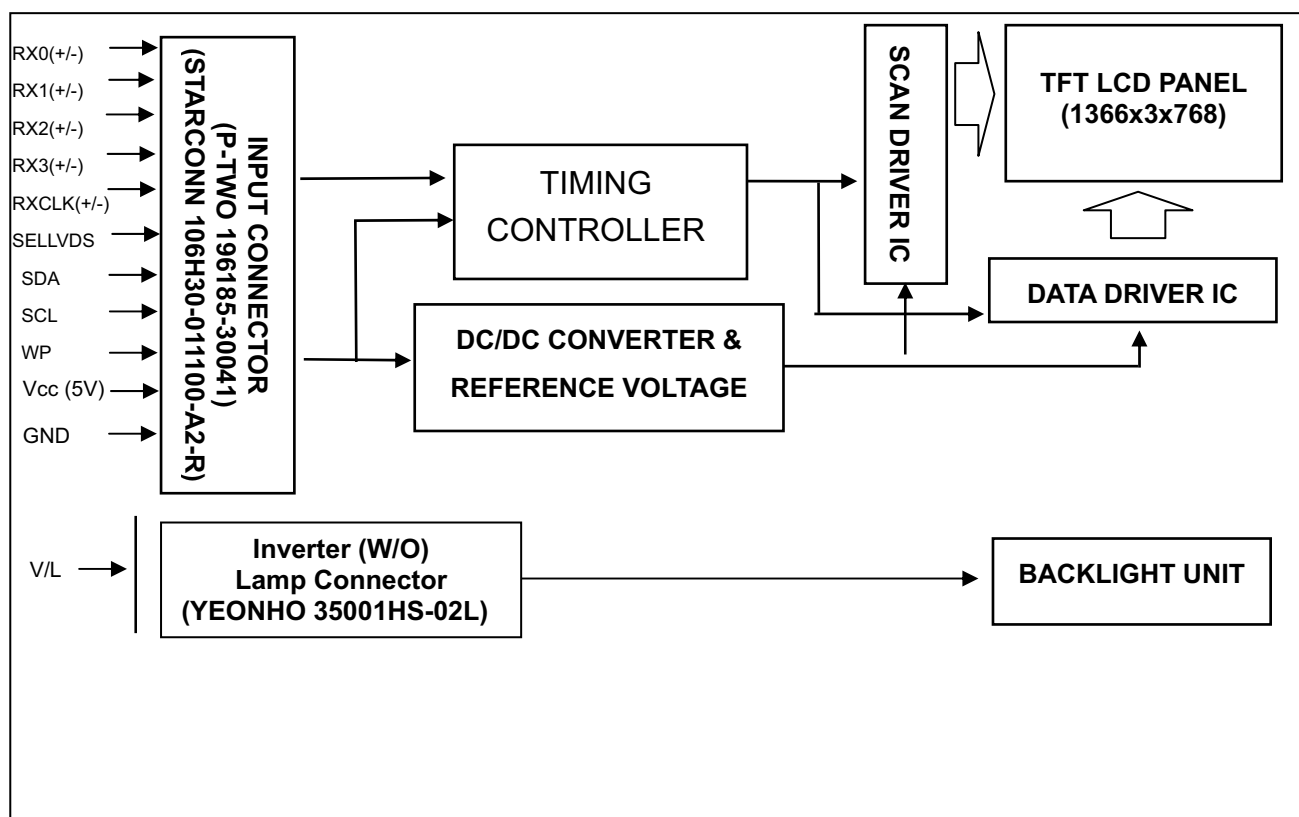 RX0(+/-)
RX1(+/-)
RX2(+/-)
RX3(+/-)
RXCLK(+/-)
SELLVDS
SDA
SCL
WP
Vcc (5V)
GND
INPUT CONNECTOR
(P-TWO 196185-30041)
(STARCONN 106H30-011100-A2-R)
TIMING
CONTROLLER
DC/DC CONVERTER &
REFERENCE VOLTAGE
SCAN DRIVER IC
TFT LCD PANEL
(1366x3x768)
DATA DRIVER IC
V/L
Inverter (W/O)
Lamp Connector
(YEONHO 35001HS-02L)
BACKLIGHT UNIT